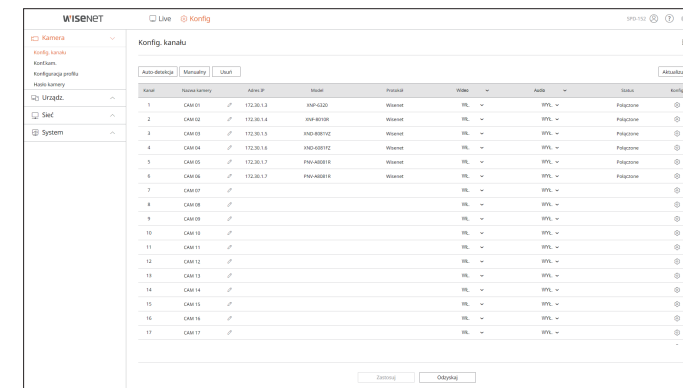 WISENET
Live
Konfig
SPD-152
Kamera
Konfig. kanału
Konf.kam.
Konfiguracja profilu
Hasło kamery
Urządz.
Sieć
System
Konfig. kanału
Auto-detekcja Manualny Usuń Aktualiza
Kanał Nazwa kamery Adres IP Model Protokół Wideo Audio Status Konfig
1 CAM 01 172.30.1.3 XNP-6320 Wisenet WŁ. WYŁ. Połączone
2 CAM 02 172.30.1.4 XNF-8010R Wisenet WŁ. WYŁ. Połączone
3 CAM 03 172.30.1.5 XND-8081VZ Wisenet WŁ. WYŁ. Połączone
4 CAM 04 172.30.1.6 XND-6081FZ Wisenet WŁ. WYŁ. Połączone
5 CAM 05 172.30.1.7 PNV-A8081R Wisenet WŁ. WYŁ. Połączone
6 CAM 06 172.30.1.7 PNV-A8081R Wisenet WŁ. WYŁ. Połączone
7 CAM 07 WŁ. WYŁ.
8 CAM 08 WŁ. WYŁ.
9 CAM 09 WŁ. WYŁ.
10 CAM 10 WŁ. WYŁ.
11 CAM 11 WŁ. WYŁ.
12 CAM 12 WŁ. WYŁ.
13 CAM 13 WŁ. WYŁ.
14 CAM 14 WŁ. WYŁ.
15 CAM 15 WŁ. WYŁ.
16 CAM 16 WŁ. WYŁ.
17 CAM 17 WŁ. WYŁ.
Zastosuj Odzyskaj